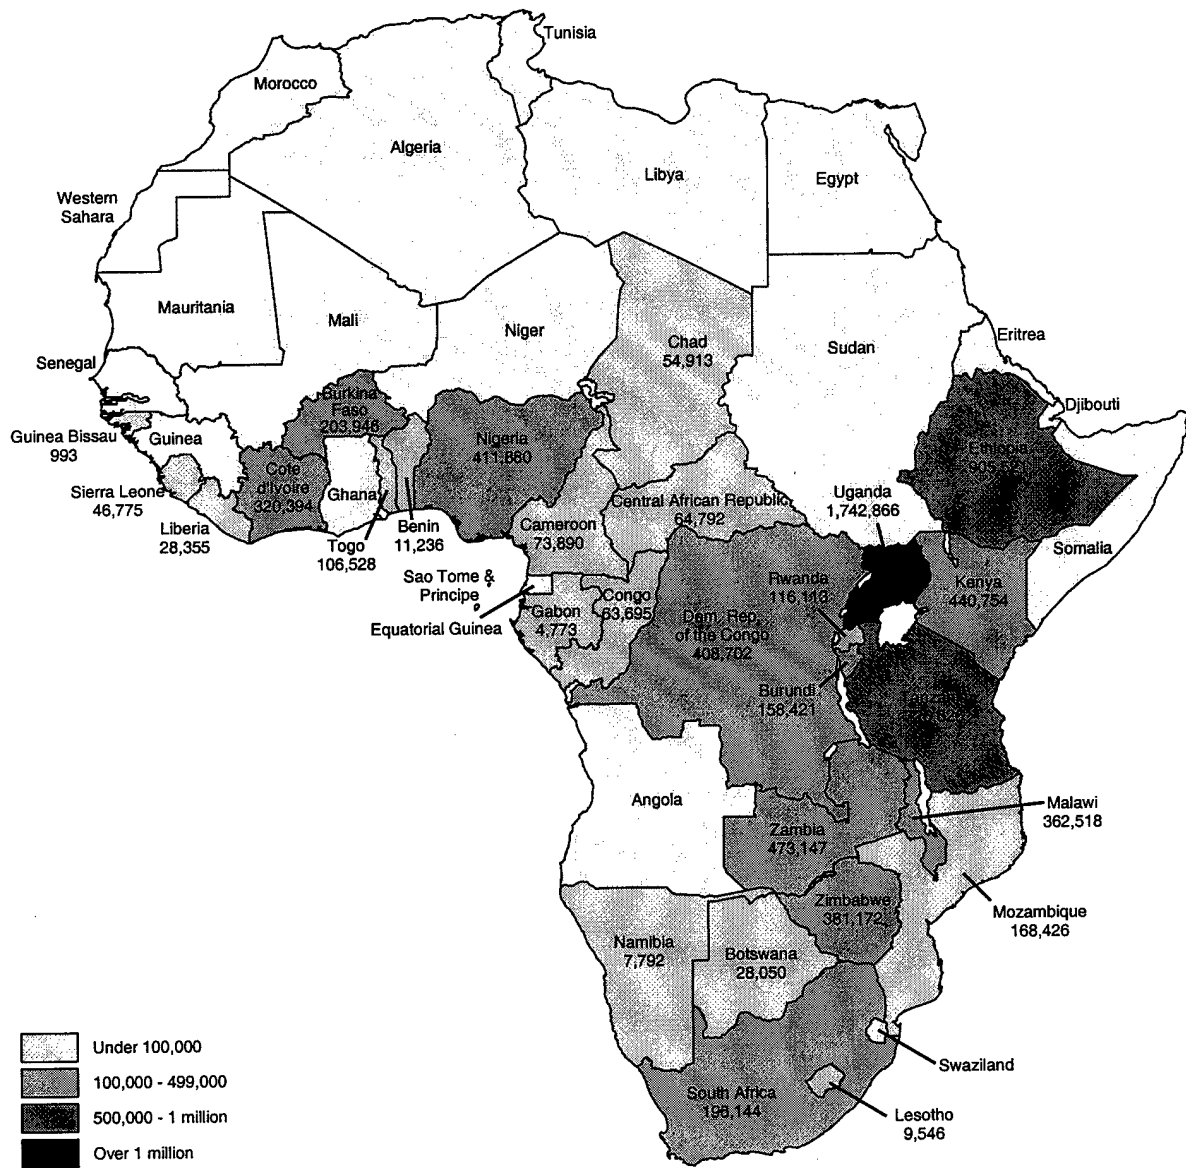 Tunisia
Morocco
Algeria
Libya
Egypt
Western
Sahara
Mauritania
Mali
Niger
Chad
54,913
Sudan
Eritrea
Senegal
Djibouti
Burkina
Faso
203,948
Guinea Bissau
993
Guinea
Nigeria
Ethiopia
Cote
d'Ivoire
320,394
Ghana
Sierra Leone
46,775
Liberia
28,355
Togo
106,528
Benin
11,236
Cameroon
73,890
Central African Republic
64,792
Uganda
1,742,866
Somalia
Kenya
440,754
Rwanda
Sao Tome &
Principe
Equatorial Guinea
Gabon
4,773
Congo
63,695
Dem. Rep.
of the Congo
408,702
Burundi
158,421
Angola
Zambia
473,147
Malawi
362,518
Zimbabwe
381,172
Mozambique
168,426
Namibia
7,792
Botswana
28,050
Swaziland
South Africa
Lesotho
9,546
Under 100,000
100,000 - 499,000
500,000 - 1 million
Over 1 million